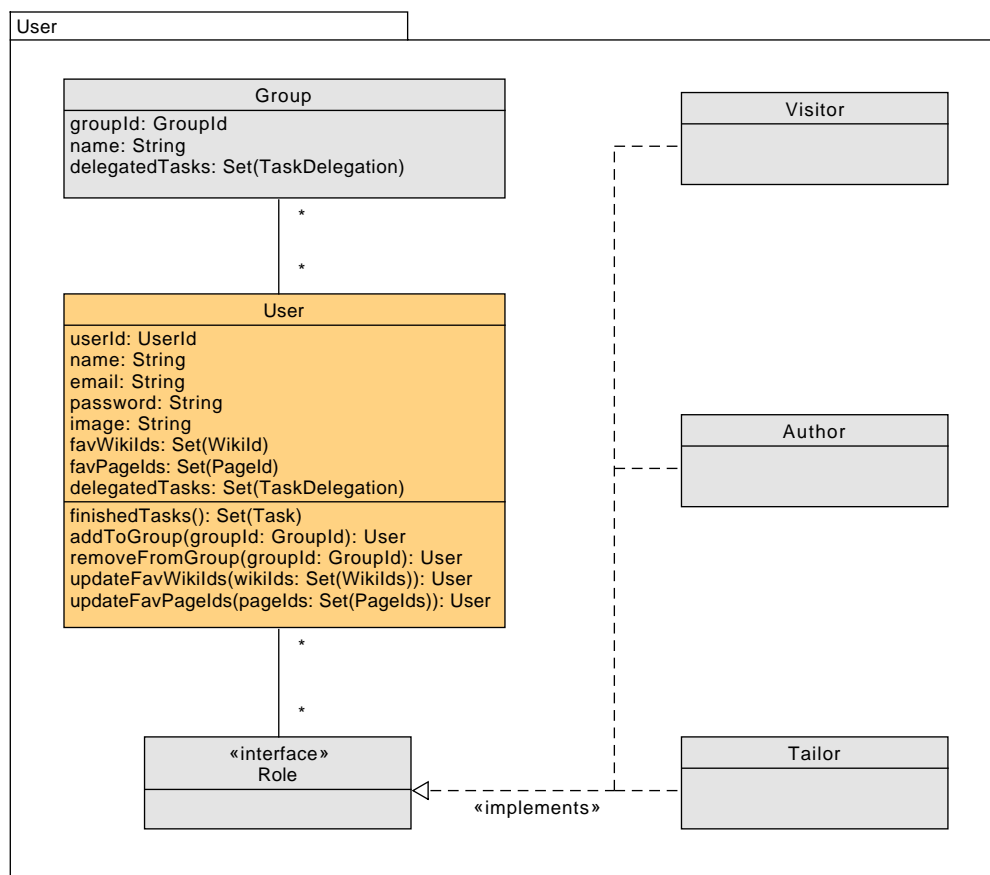 User
Group
groupId: GroupId
name: String
delegatedTasks: Set(TaskDelegation)
*
*
User
userId: UserId
name: String
email: String
password: String
image: String
favWikiIds: Set(WikiId)
favPageIds: Set(PageId)
delegatedTasks: Set(TaskDelegation)
finishedTasks(): Set(Task)
addToGroup(groupId: GroupId): User
removeFromGroup(groupId: GroupId): User
updateFavWikiIds(wikiIds: Set(WikiIds)): User
updateFavPageIds(pageIds: Set(PageIds)): User
*
*
«interface»
Role
«implements»
Visitor
Author
Tailor